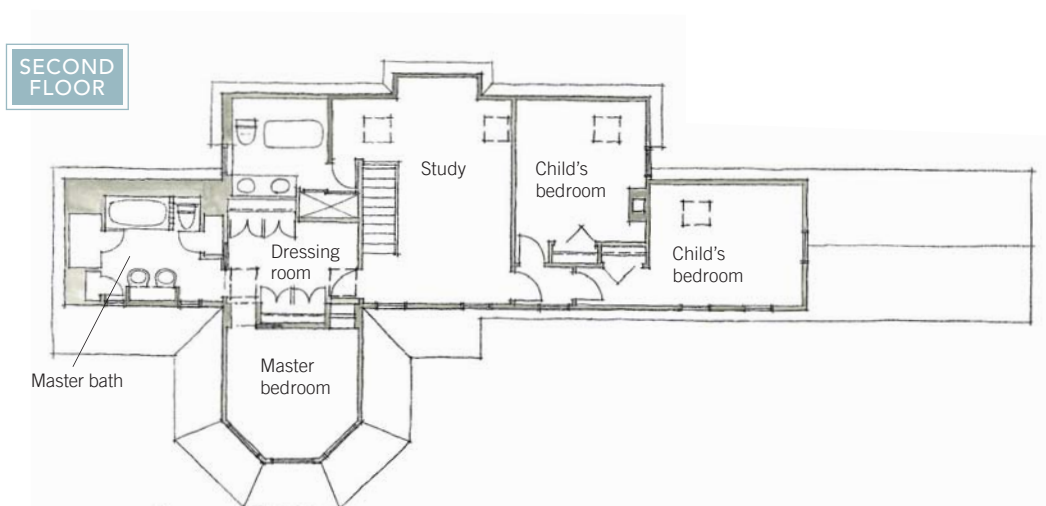 SECOND
FLOOR
Study
Child’s
bedroom
Child’s
bedroom
Dressing
room
Master
bedroom
Master bath